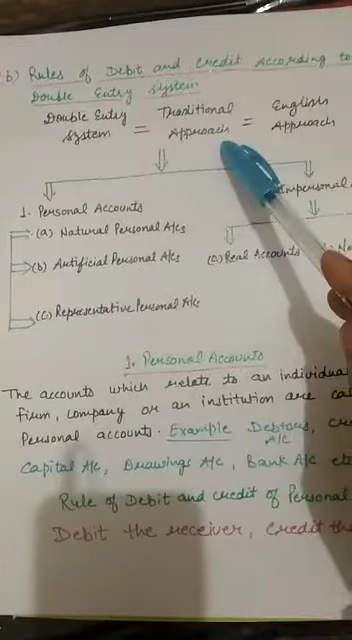 (b) Rules of Debit and Credit According to
Double Entry System
Double Entry System = Traditional Approach = English Approach
1. Personal Accounts
Impersonal
(a) Natural Personal A/cs
(b) Artificial Personal A/cs
(a) Real Accounts
(c) Representative Personal A/cs
1. Personal Accounts
The accounts which relate to an individual
firm, company or an institution are
Personal accounts. Example Debtors A/c,
Capital A/c, Drawings A/c, Bank A/c etc
Rule of Debit and credit of Personal
Debit the receiver, Credit the